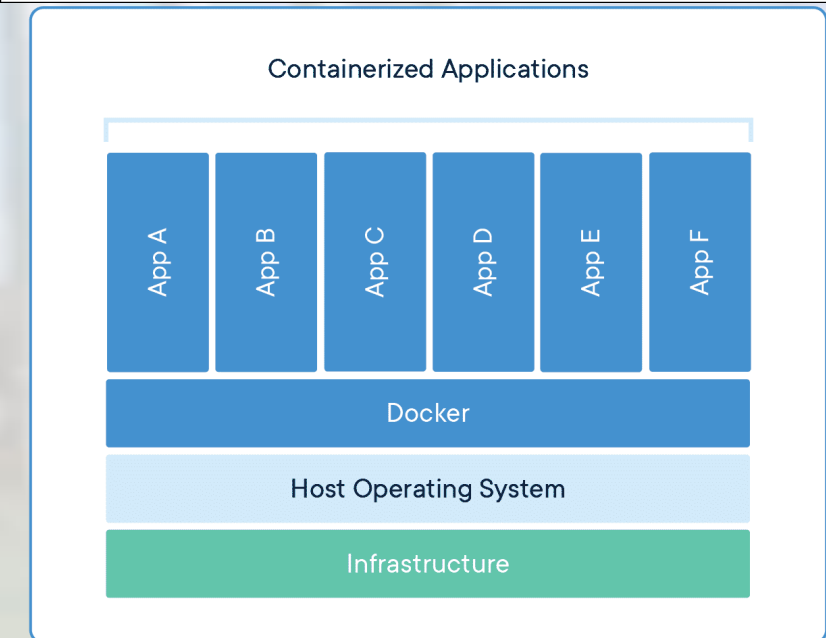 Containerized Applications
App A
App B
App C
App D
App E
App F
Docker
Host Operating System
Infrastructure